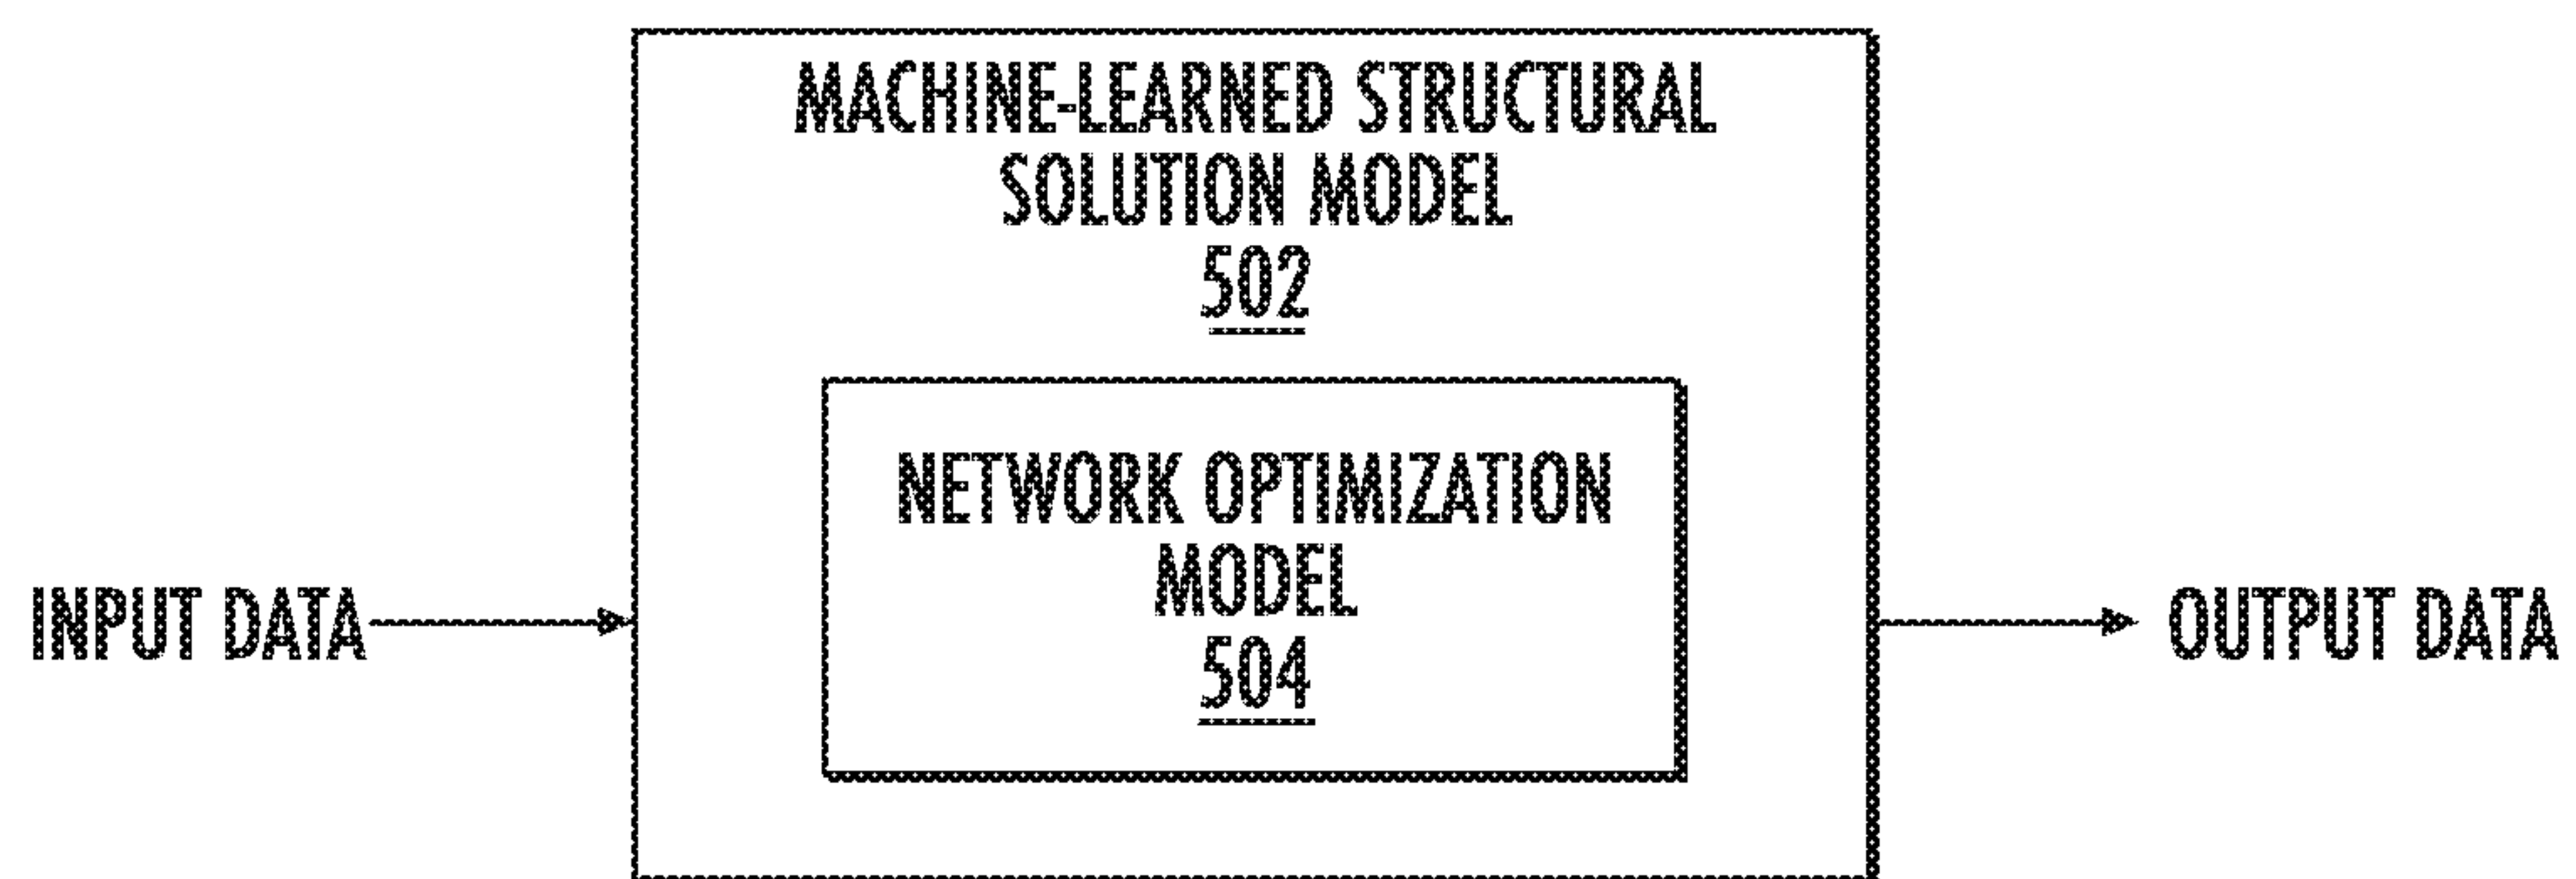 MACHINE-LEARNED STRUCTURAL
SOLUTION MODEL
502
NETWORK OPTIMIZATION
MODEL
504
INPUT DATA
OUTPUT DATA